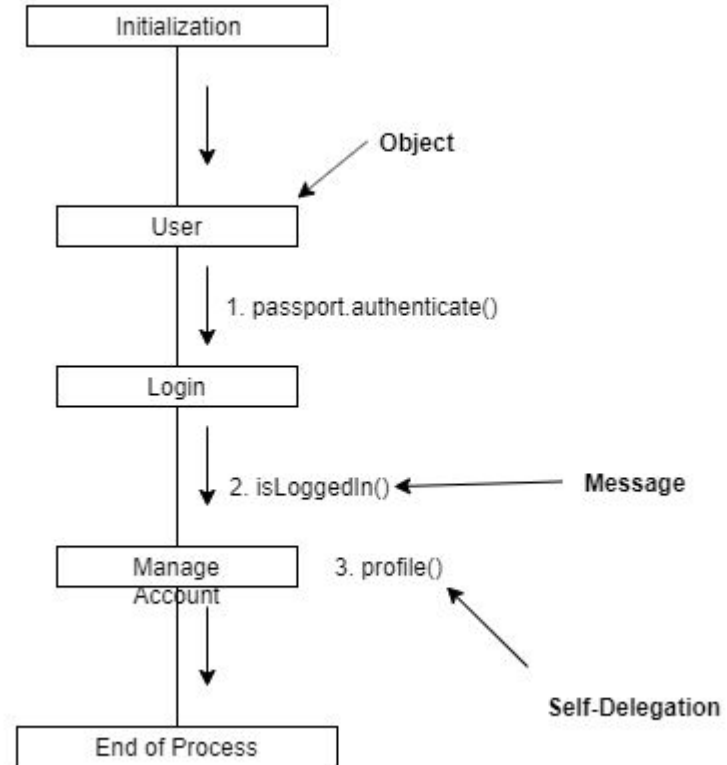 Initialization
Object
User
1. passport.authenticate()
Login
2. isLoggedIn()
Message
Manage
Account
3. profile()
Self-Delegation
End of Process